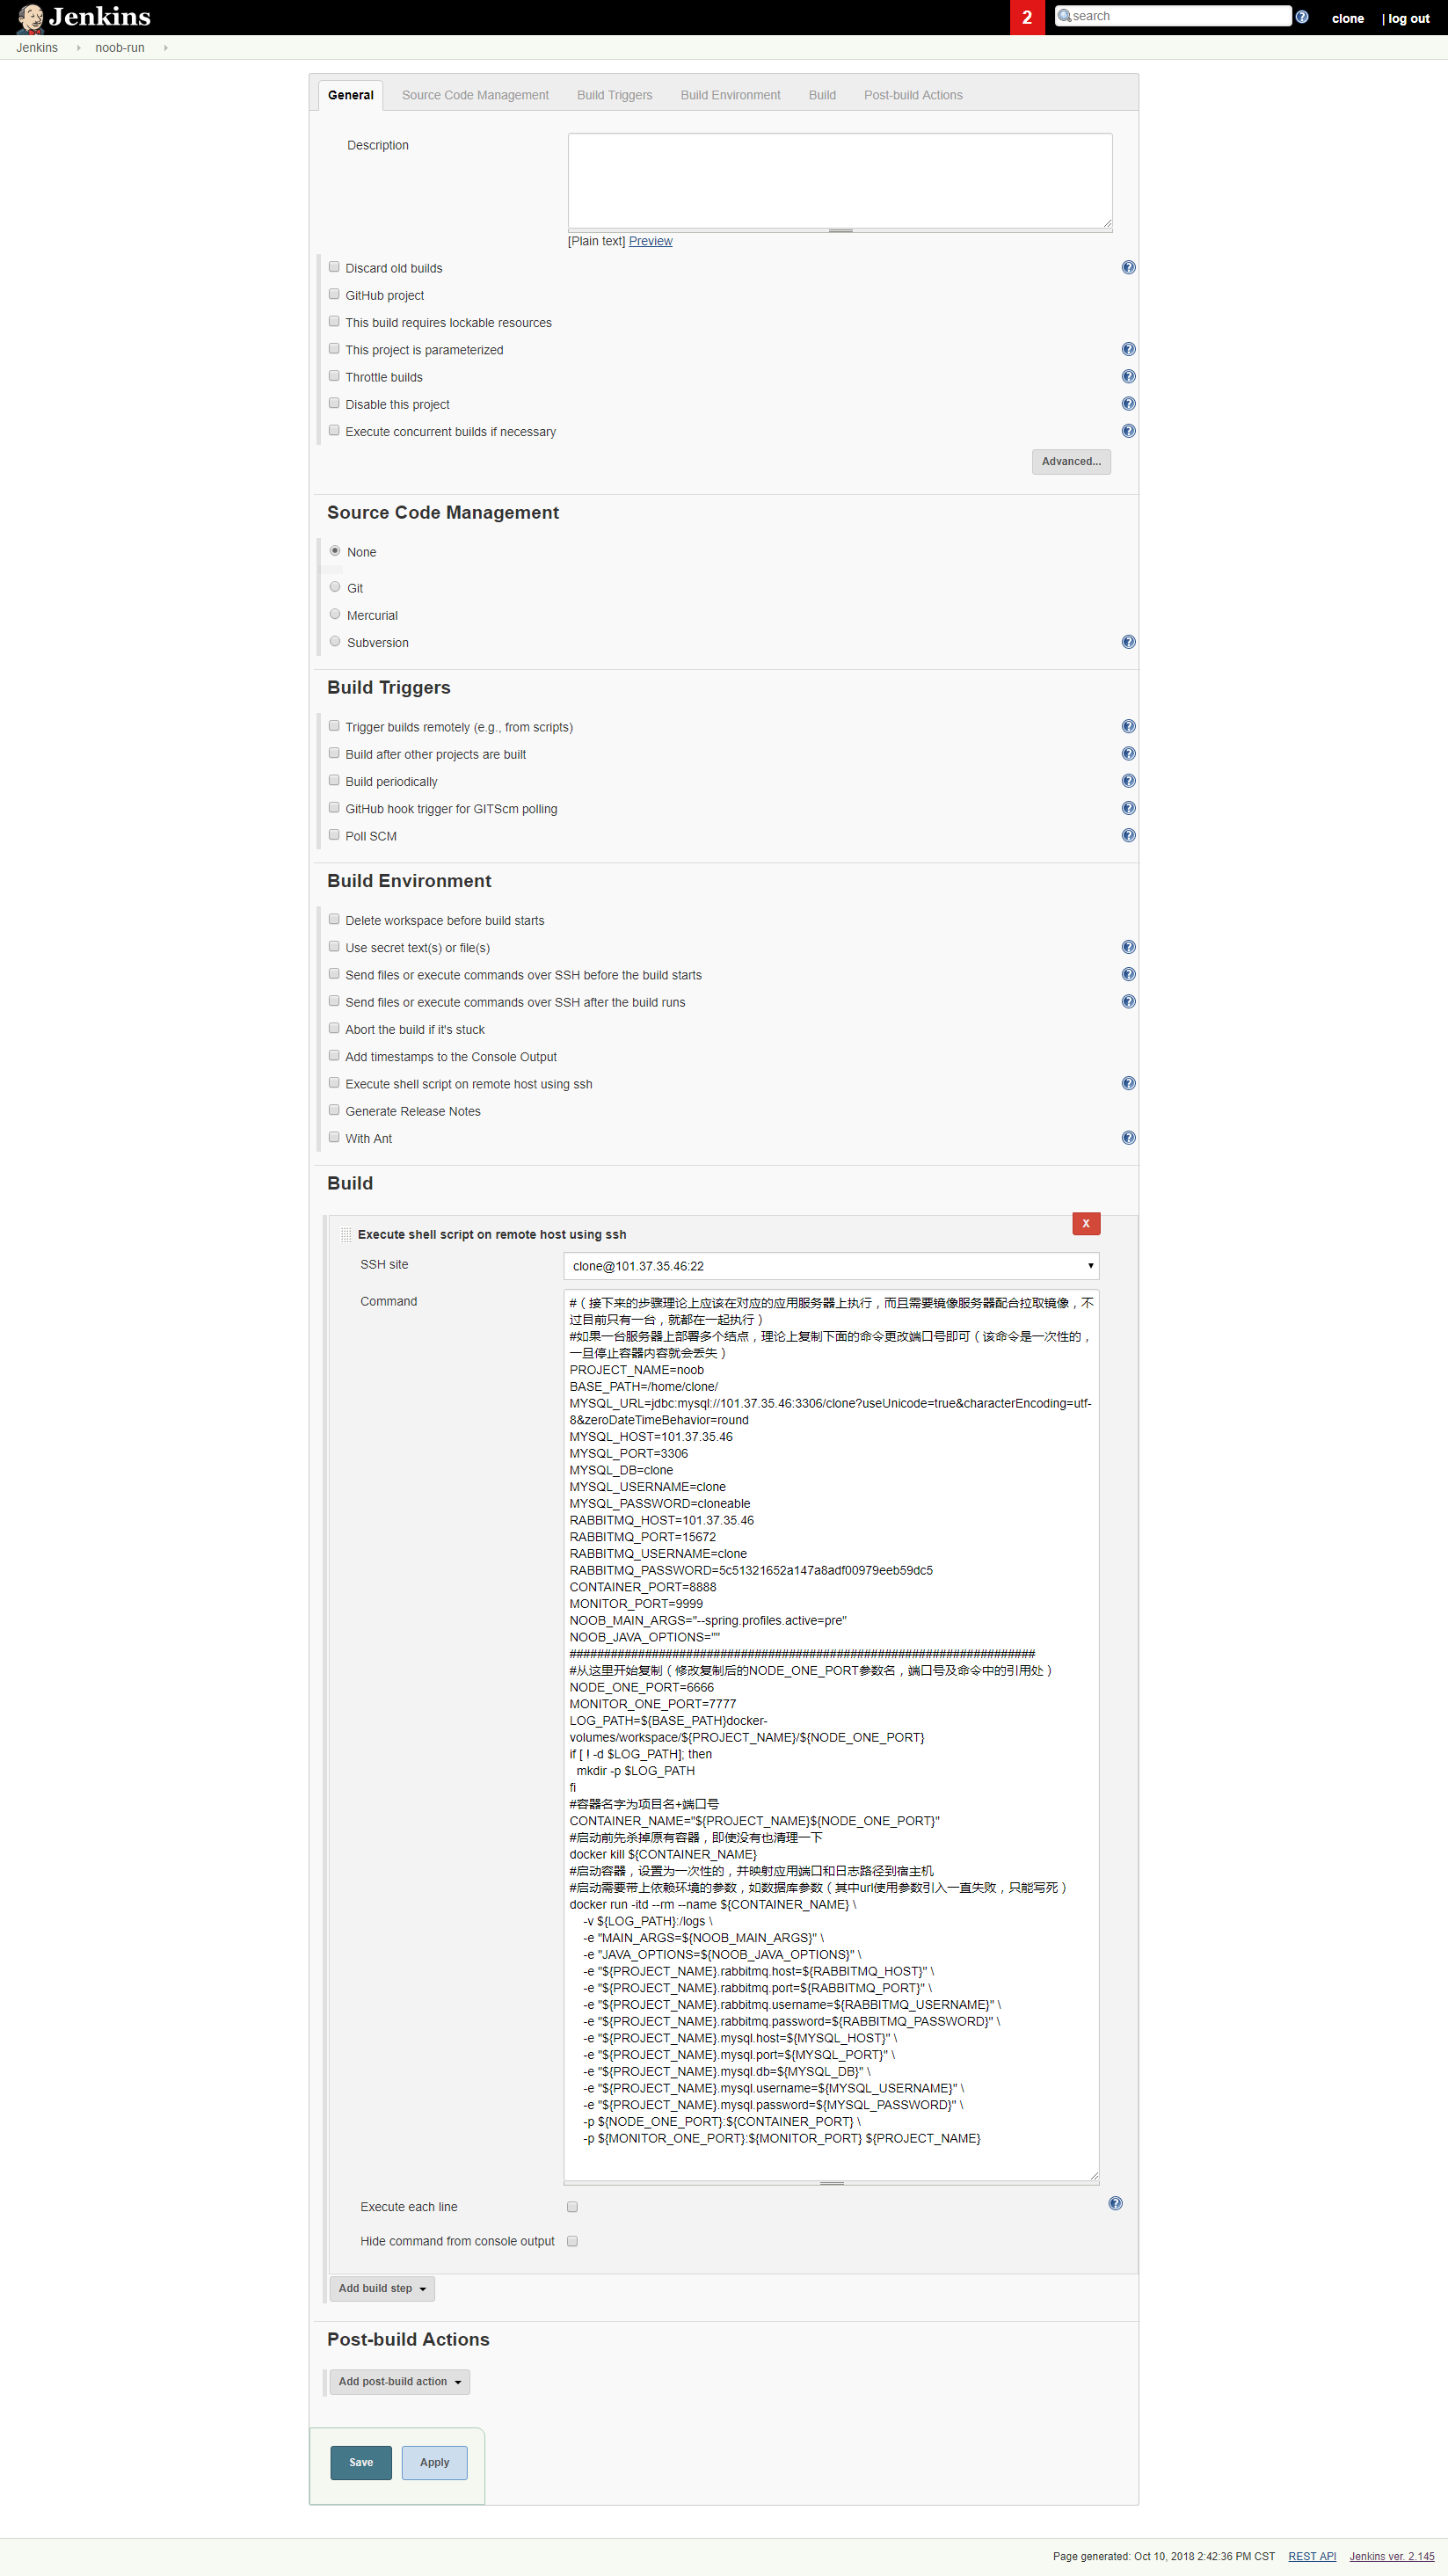 Jenkins
2
search
clone
| log out
Jenkins
noob-run
General
Source Code Management
Build Triggers
Build Environment
Build
Post-build Actions
Description
[Plain text] Preview
Discard old builds
GitHub project
This build requires lockable resources
This project is parameterized
Throttle builds
Disable this project
Execute concurrent builds if necessary
Advanced...
Source Code Management
None
Git
Mercurial
Subversion
Build Triggers
Trigger builds remotely (e.g., from scripts)
Build after other projects are built
Build periodically
GitHub hook trigger for GITScm polling
Poll SCM
Build Environment
Delete workspace before build starts
Use secret text(s) or file(s)
Send files or execute commands over SSH before the build starts
Send files or execute commands over SSH after the build runs
Abort the build if it's stuck
Add timestamps to the Console Output
Execute shell script on remote host using ssh
Generate Release Notes
With Ant
Build
X
Execute shell script on remote host using ssh
SSH site
clone@101.37.35.46:22
Command
#（接下来的步骤理论上应该在对应的应用服务器上执行，而且需要镜像服务器配合拉取镜像，不
过目前只有一台，就都在一起执行）
#如果一台服务器上部署多个结点，理论上复制下面的命令更改端口号即可（该命令是一次性的，
一旦停止容器内容就会丢失）
PROJECT_NAME=noob
BASE_PATH=/home/clone/
MYSQL_URL=jdbc:mysql://101.37.35.46:3306/clone?useUnicode=true&characterEncoding=utf-
8&zeroDateTimeBehavior=round
MYSQL_HOST=101.37.35.46
MYSQL_PORT=3306
MYSQL_DB=clone
MYSQL_USERNAME=clone
MYSQL_PASSWORD=cloneable
RABBITMQ_HOST=101.37.35.46
RABBITMQ_PORT=15672
RABBITMQ_USERNAME=clone
RABBITMQ_PASSWORD=5c51321652a147a8adf00979eeb59dc5
CONTAINER_PORT=8888
MONITOR_PORT=9999
NOOB_MAIN_ARGS="--spring.profiles.active=pre"
NOOB_JAVA_OPTIONS=""
####################################################################
#从这里开始复制（修改复制后的NODE_ONE_PORT参数名，端口号及命令中的引用处）
NODE_ONE_PORT=6666
MONITOR_ONE_PORT=7777
LOG_PATH=${BASE_PATH}docker-
volumes/workspace/${PROJECT_NAME}/${NODE_ONE_PORT}
if [ ! -d $LOG_PATH]; then
mkdir -p $LOG_PATH
fi
#容器名字为项目名+端口号
CONTAINER_NAME="${PROJECT_NAME}${NODE_ONE_PORT}"
#启动前先杀掉原有容器，即使没有也清理一下
docker kill ${CONTAINER_NAME}
#启动容器，设置为一次性的，并映射应用端口和日志路径到宿主机
#启动需要带上依赖环境的参数，如数据库参数（其中url使用参数引入一直失败，只能写死）
docker run -itd --rm --name ${CONTAINER_NAME} \
-v ${LOG_PATH}:/logs \
-e "MAIN_ARGS=${NOOB_MAIN_ARGS}" \
-e "JAVA_OPTIONS=${NOOB_JAVA_OPTIONS}" \
-e "${PROJECT_NAME}.rabbitmq.host=${RABBITMQ_HOST}" \
-e "${PROJECT_NAME}.rabbitmq.port=${RABBITMQ_PORT}" \
-e "${PROJECT_NAME}.rabbitmq.username=${RABBITMQ_USERNAME}" \
-e "${PROJECT_NAME}.rabbitmq.password=${RABBITMQ_PASSWORD}" \
-e "${PROJECT_NAME}.mysql.host=${MYSQL_HOST}" \
-e "${PROJECT_NAME}.mysql.port=${MYSQL_PORT}" \
-e "${PROJECT_NAME}.mysql.db=${MYSQL_DB}" \
-e "${PROJECT_NAME}.mysql.username=${MYSQL_USERNAME}" \
-e "${PROJECT_NAME}.mysql.password=${MYSQL_PASSWORD}" \
-p ${NODE_ONE_PORT}:${CONTAINER_PORT} \
-p ${MONITOR_ONE_PORT}:${MONITOR_PORT} ${PROJECT_NAME}
Execute each line
Hide command from console output
Add build step
Post-build Actions
Add post-build action
Save
Apply
Page generated: Oct 10, 2018 2:42:36 PM CST
REST API
Jenkins ver. 2.145